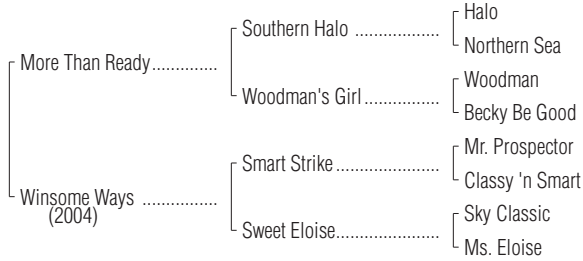 Halo
Southern Halo ..................
Northern Sea
More Than Ready..............
Woodman
Woodman's Girl................
Becky Be Good
Mr. Prospector
Smart Strike ......................
Classy 'n Smart
Winsome Ways ................
(2004)
Sky Classic
Sweet Eloise......................
Ms. Eloise